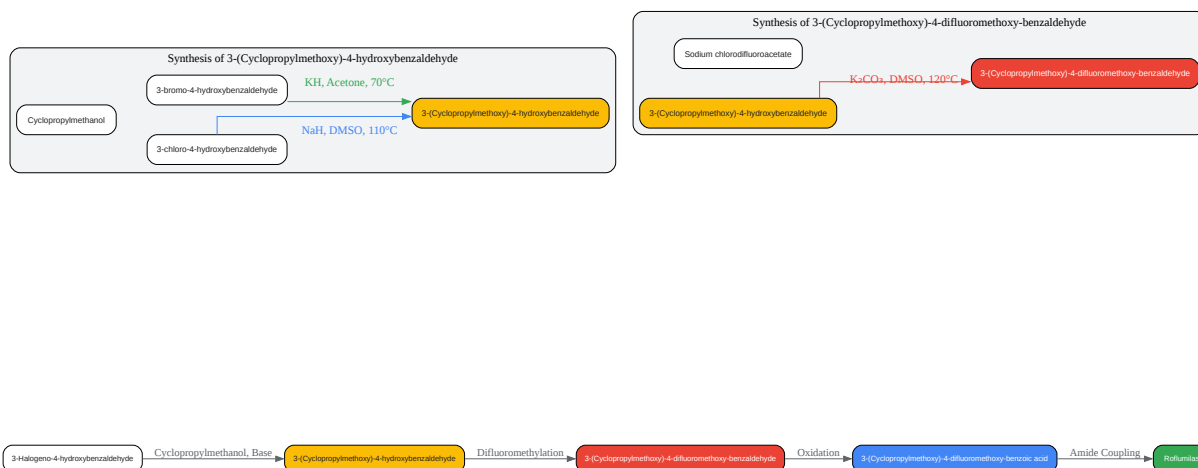 Synthesis of 3-(Cyclopropylmethoxy)-4-hydroxybenzaldehyde
3-bromo-4-hydroxybenzaldehyde
KH, Acetone, 70°C
Cyclopropylmethanol
3-(Cyclopropylmethoxy)-4-hydroxybenzaldehyde
NaH, DMSO, 110°C
3-chloro-4-hydroxybenzaldehyde
Synthesis of 3-(Cyclopropylmethoxy)-4-difluoromethoxy-benzaldehyde
Sodium chlorodifluoroacetate
K₂CO₃, DMSO, 120°C
3-(Cyclopropylmethoxy)-4-difluoromethoxy-benzaldehyde
3-(Cyclopropylmethoxy)-4-hydroxybenzaldehyde
3-Halogeno-4-hydroxybenzaldehyde
Cyclopropylmethanol, Base
3-(Cyclopropylmethoxy)-4-hydroxybenzaldehyde
Difluoromethylation
3-(Cyclopropylmethoxy)-4-difluoromethoxy-benzaldehyde
Oxidation
3-(Cyclopropylmethoxy)-4-difluoromethoxy-benzoic acid
Amide Coupling